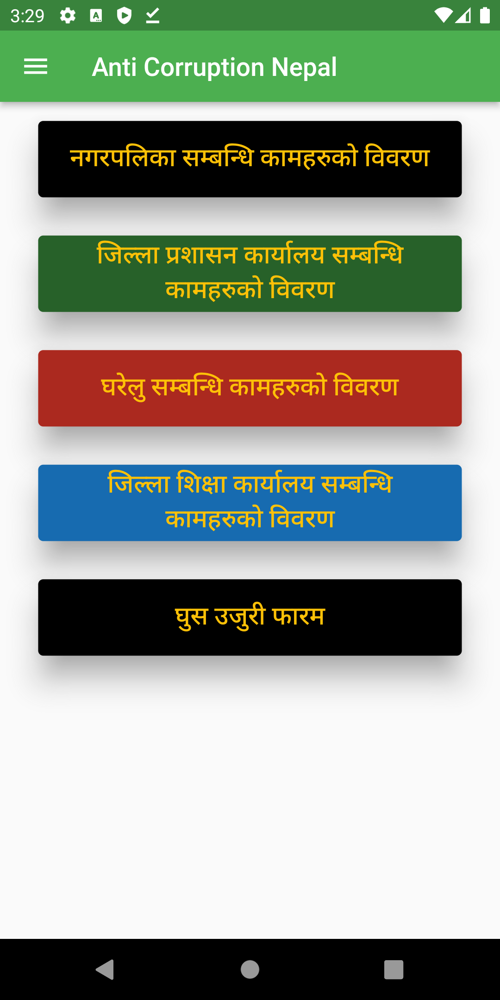 3:29
Anti Corruption Nepal
नगरपलिका सम्बन्धि कामहरुको विवरण
जिल्ला प्रशासन कार्यालय सम्बन्धि
कामहरुको विवरण
घरेलु सम्बन्धि कामहरुको विवरण
जिल्ला शिक्षा कार्यालय सम्बन्धि
कामहरुको विवरण
घुस उजुरी फारम